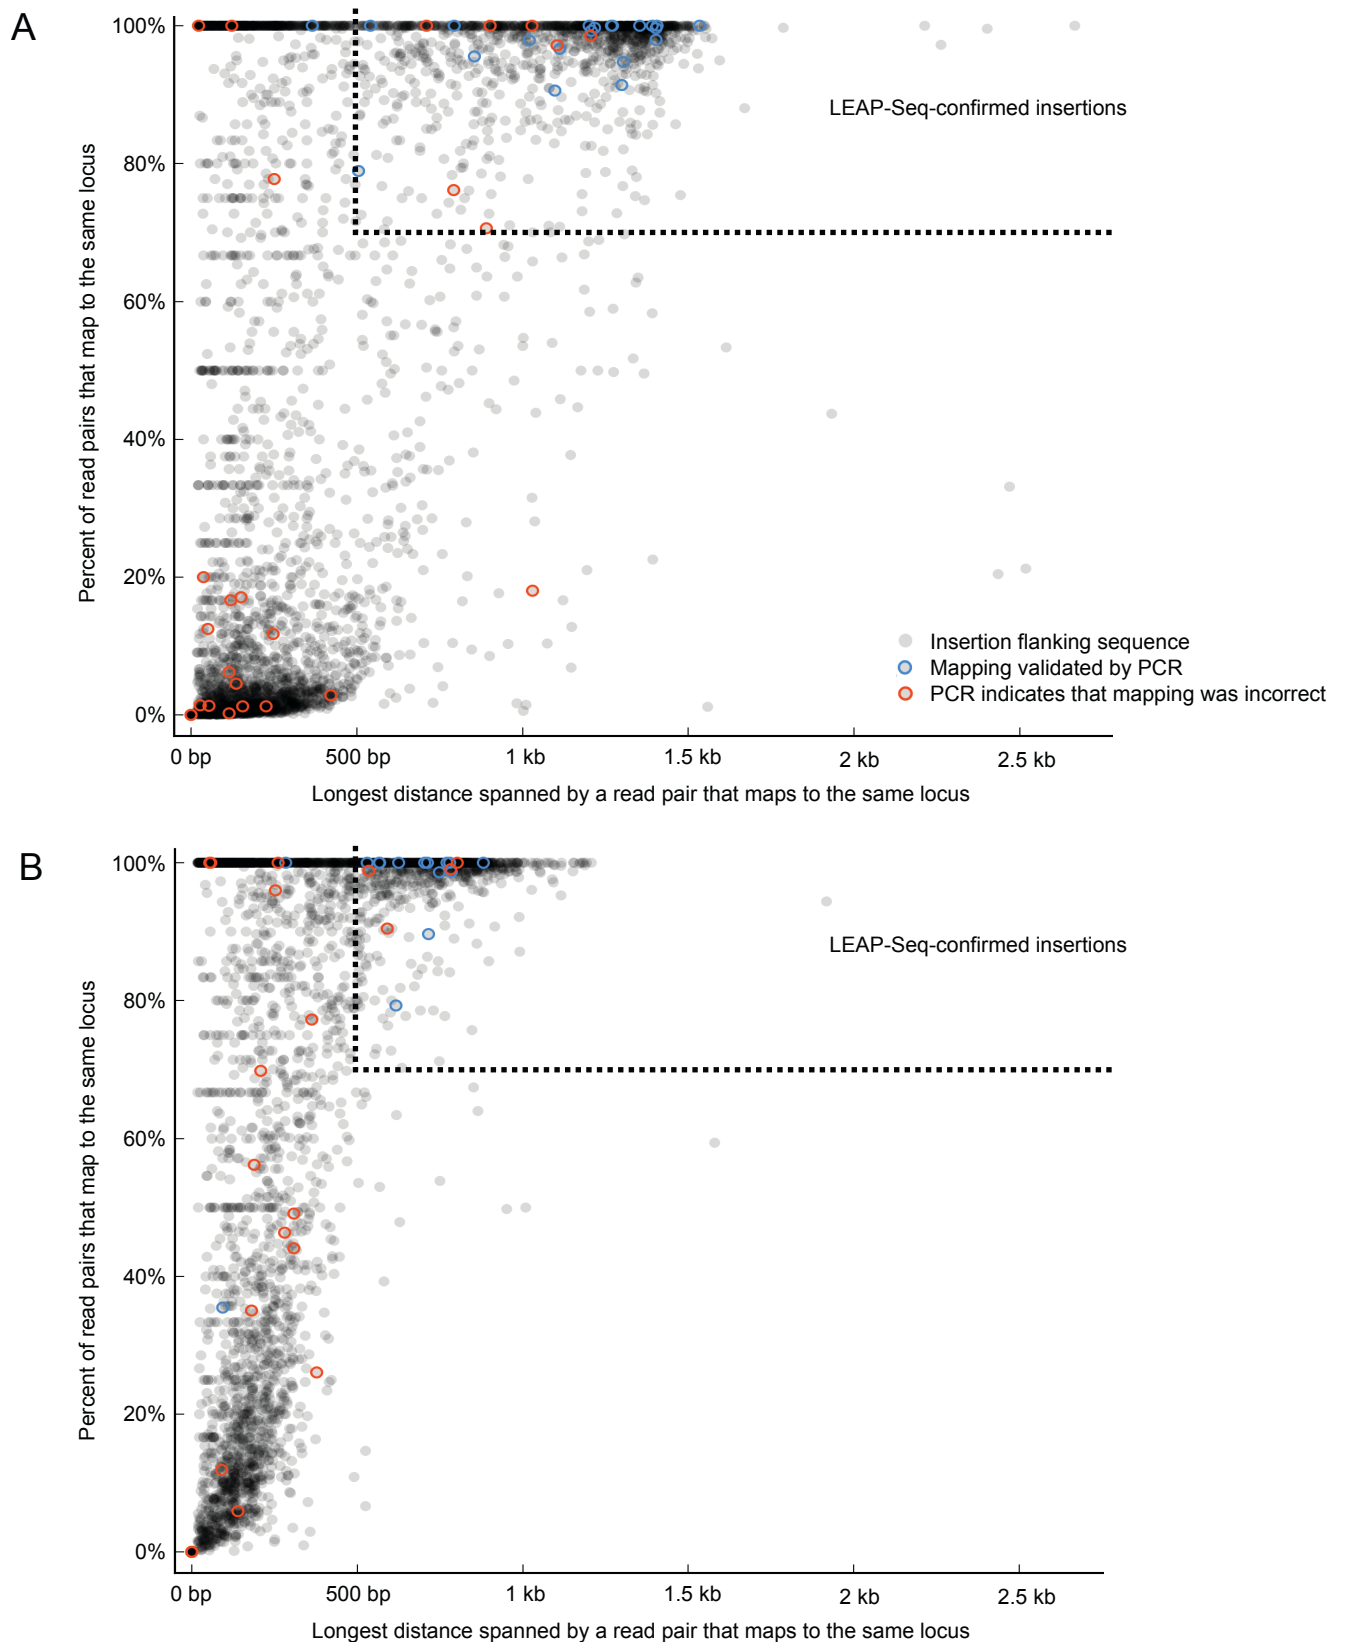 A
100%
80%
60%
40%
20%
0%
Percent of read pairs that map to the same locus
LEAP-Seq-confirmed insertions
Insertion flanking sequence
Mapping validated by PCR
PCR indicates that mapping was incorrect
0 bp 500 bp 1 kb 1.5 kb 2 kb 2.5 kb
Longest distance spanned by a read pair that maps to the same locus
B
100%
80%
60%
40%
20%
0%
Percent of read pairs that map to the same locus
LEAP-Seq-confirmed insertions
0 bp 500 bp 1 kb 1.5 kb 2 kb 2.5 kb
Longest distance spanned by a read pair that maps to the same locus